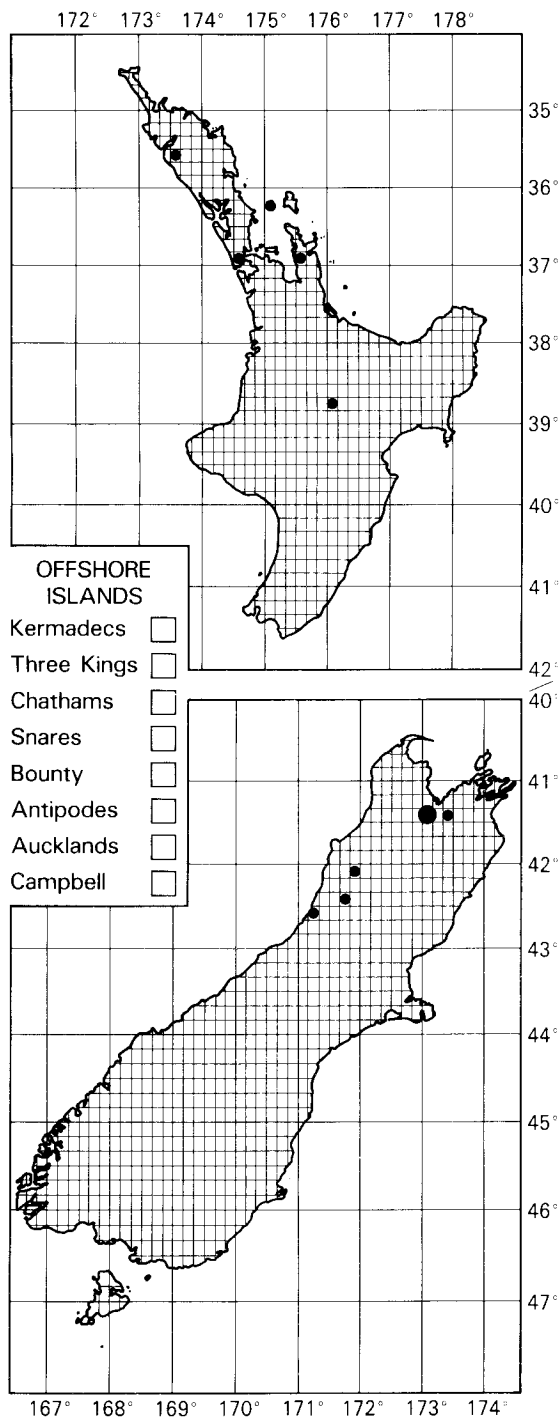 172° 173° 174° 175° 176° 177° 178°
35°
36°
37°
38°
39°
40°
41°
42°
OFFSHORE
ISLANDS
Kermadecs
Three Kings
Chathams
Snares
Bounty
Antipodes
Aucklands
Campbell
40°
41°
42°
43°
44°
45°
46°
47°
167° 168° 169° 170° 171° 172° 173° 174°